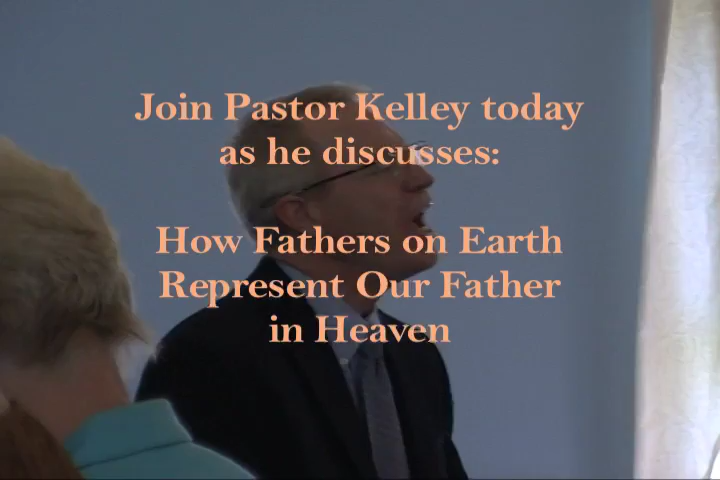 Join Pastor Kelley today
as he discusses:
How Fathers on Earth
Represent Our Father
in Heaven